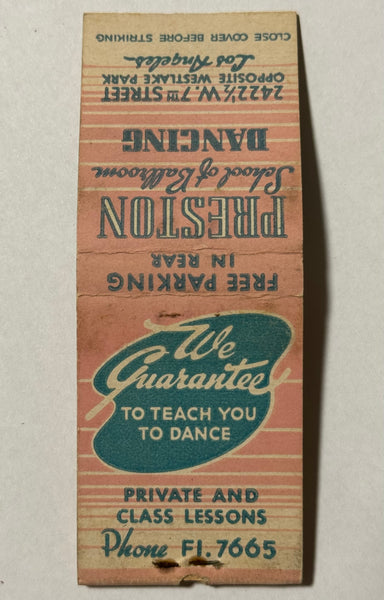 We
Guarantee
TO TEACH YOU
TO DANCE
PRIVATE AND
CLASS LESSONS
Phone FI. 7665
FREE PARKING
IN REAR
PRESTON
School of Ballroom
DANCING
2422½ W. 7TH STREET
OPPOSITE WESTLAKE PARK
Los Angeles
CLOSE COVER BEFORE STRIKING